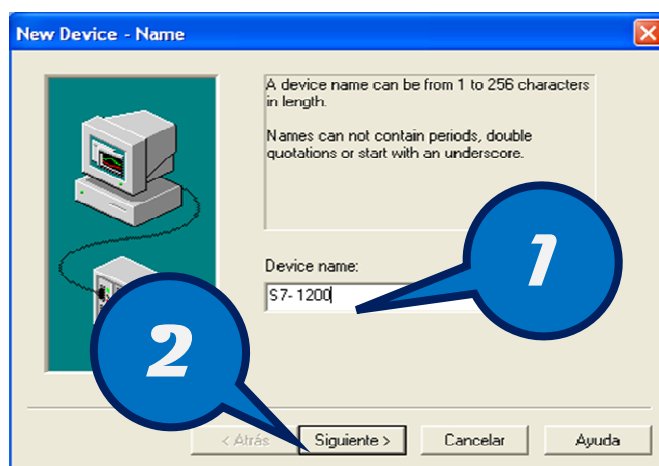 New Device - Name
A device name can be from 1 to 256 characters
in length.
Names can not contain periods, double
quotations or start with an underscore.
1
Device name:
S7-1200
2
< Atrás
Siguiente >
Cancelar
Ayuda